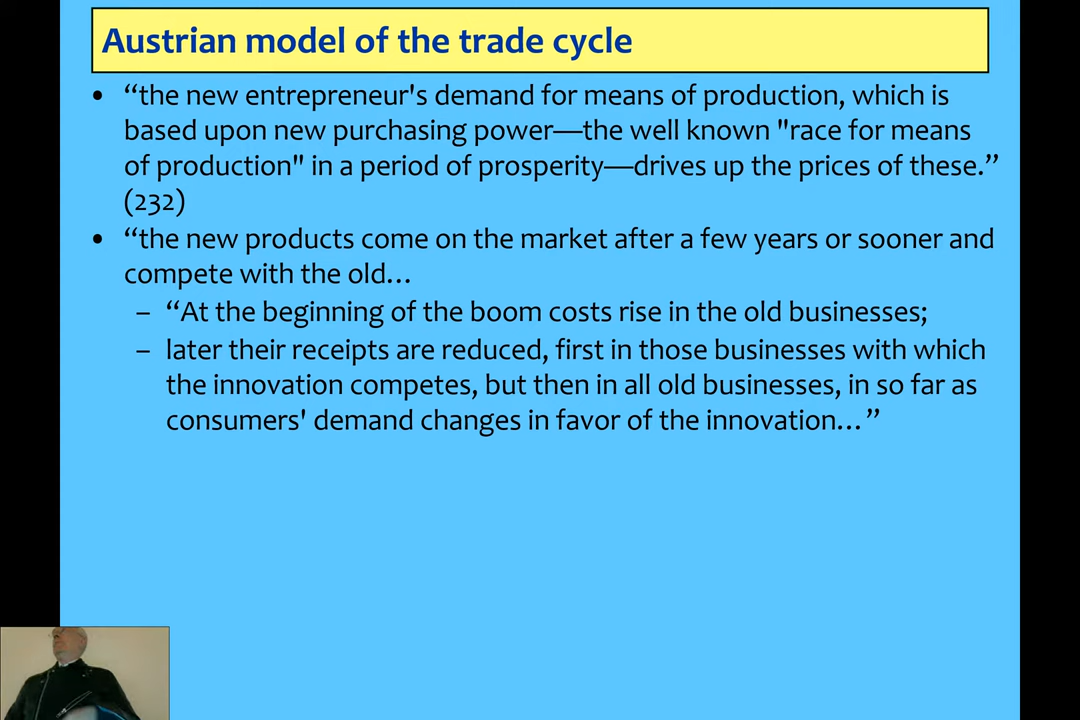 Austrian model of the trade cycle
• “the new entrepreneur's demand for means of production, which is
based upon new purchasing power—the well known "race for means
of production" in a period of prosperity—drives up the prices of these.”
(232)
• “the new products come on the market after a few years or sooner and
compete with the old…
– “At the beginning of the boom costs rise in the old businesses;
– later their receipts are reduced, first in those businesses with which
the innovation competes, but then in all old businesses, in so far as
consumers' demand changes in favor of the innovation…”